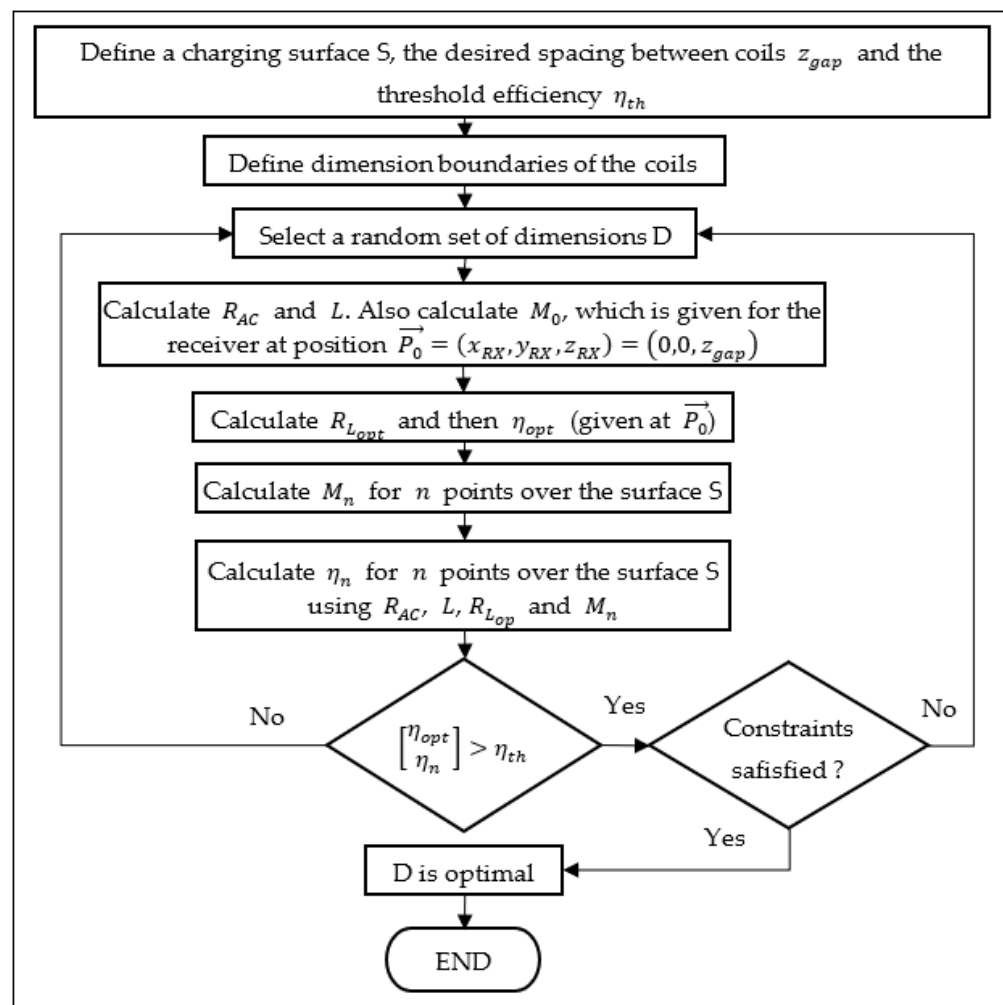 Define a charging surface S, the desired spacing between coils z_gap and the
threshold efficiency η_th
Define dimension boundaries of the coils
Select a random set of dimensions D
Calculate R_AC and L. Also calculate M_0, which is given for the
receiver at position P_0⃗ = (x_RX, y_RX, z_RX) = (0,0, z_gap)
Calculate R_L_opt and then η_opt (given at P_0⃗)
Calculate M_n for n points over the surface S
Calculate η_n for n points over the surface S
using R_AC, L, R_L_op and M_n
No
[η_opt η_n] > η_th
Yes
Constraints
safisfied ?
No
Yes
D is optimal
END